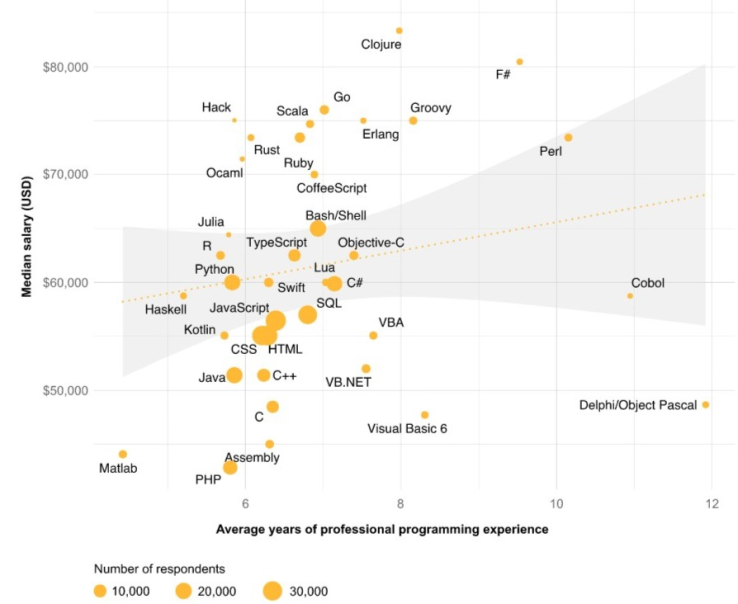 Clojure
$80,000
F#
Hack
Go
Scala
Groovy
Rust
Erlang
Perl
Ruby
Ocaml
$70,000
CoffeeScript
Median salary (USD)
Bash/Shell
Julia
R
TypeScript
Objective-C
Python
Lua
$60,000
Swift
C#
Cobol
Haskell
JavaScript
SQL
Kotlin
VBA
CSS
HTML
Java
C++
VB.NET
$50,000
Delphi/Object Pascal
C
Visual Basic 6
Assembly
Matlab
PHP
6 8 10 12
Average years of professional programming experience
Number of respondents
10,000 20,000 30,000